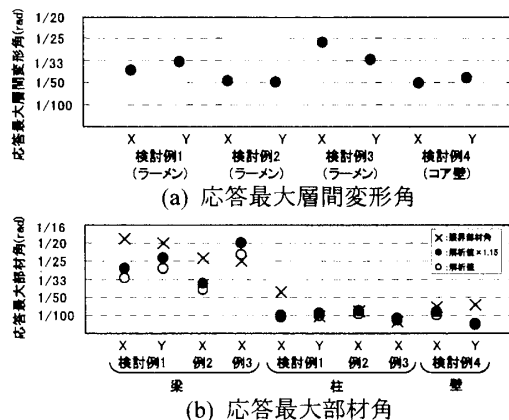 応答最大層間変形角(rad)
1/20
1/25
1/33
1/50
1/100
X Y X Y X Y X Y
検討例1 検討例2 検討例3 検討例4
(ラーメン) (ラーメン) (ラーメン) (コア壁)
(a) 応答最大層間変形角
応答最大部材角(rad)
1/16
1/20
1/25
1/33
1/50
1/100
×:限界部材角
●:解析値×1.15
○:解析値
X Y X X X Y X X X Y
検討例1 例2 例3 検討例1 例2 例3 検討例4
梁 柱 壁
(b) 応答最大部材角